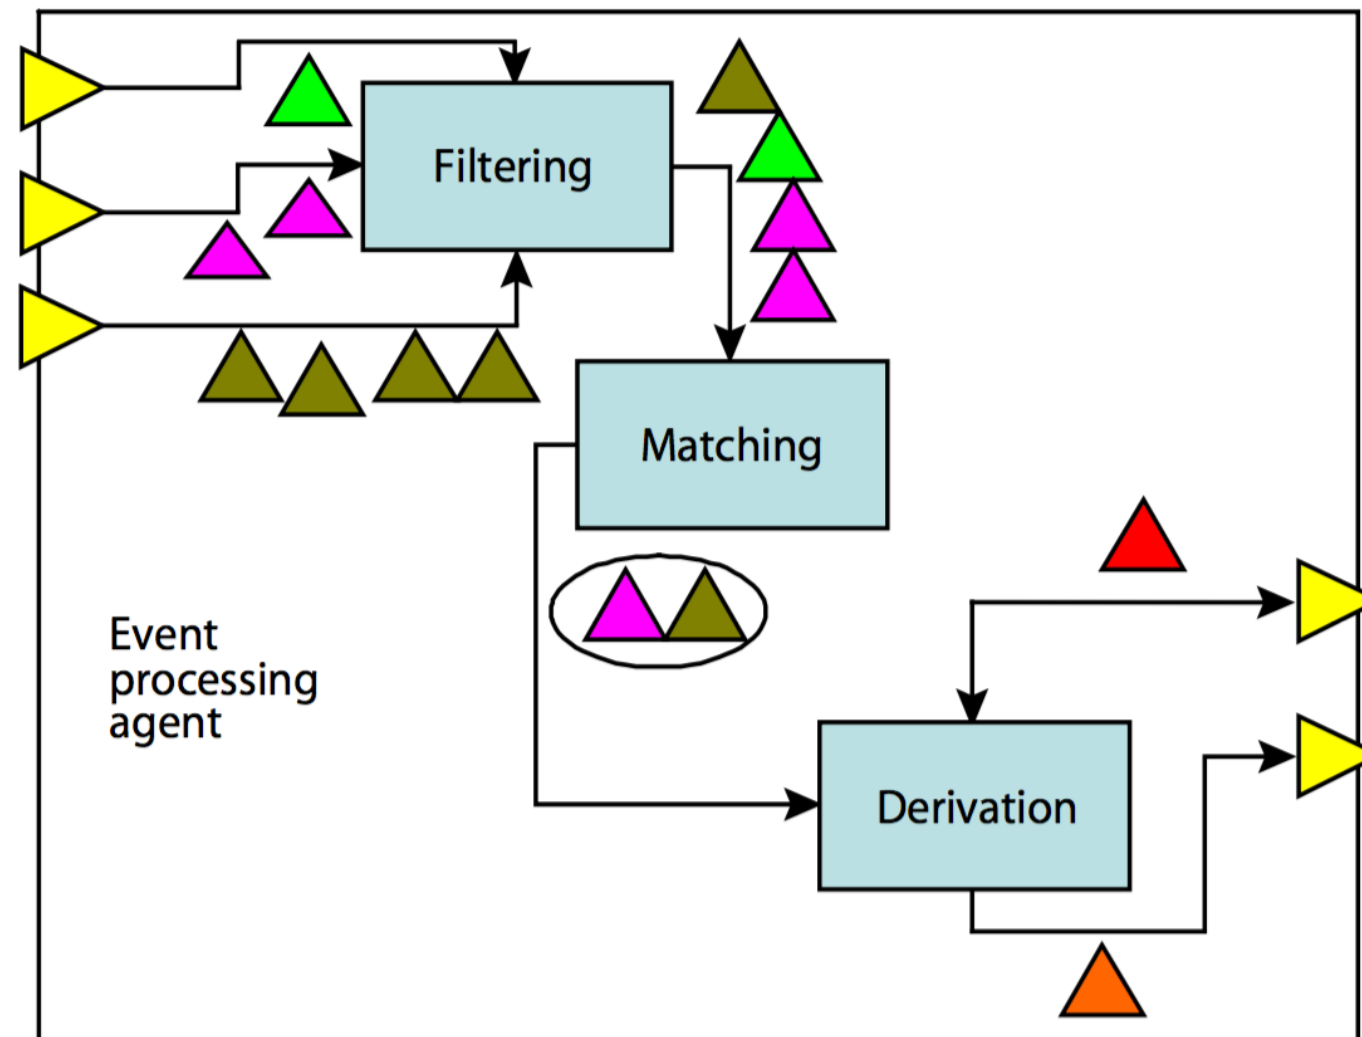 Filtering
Matching
Event
processing
agent
Derivation